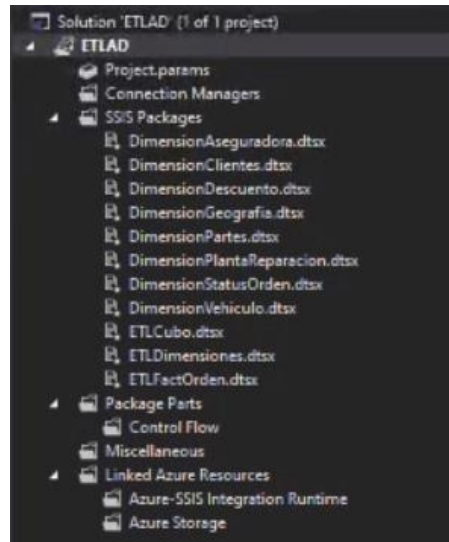 Solution 'ETLAD' (1 of 1 project)
ETLAD
Project.params
Connection Managers
SSIS Packages
DimensionAseguradora.dtsx
DimensionClientes.dtsx
DimensionDescuento.dtsx
DimensionGeografia.dtsx
DimensionPartes.dtsx
DimensionPlantaReparacion.dtsx
DimensionStatusOrden.dtsx
DimensionVehiculo.dtsx
ETLCubo.dtsx
ETLDimensiones.dtsx
ETLFactOrden.dtsx
Package Parts
Control Flow
Miscellaneous
Linked Azure Resources
Azure-SSIS Integration Runtime
Azure Storage